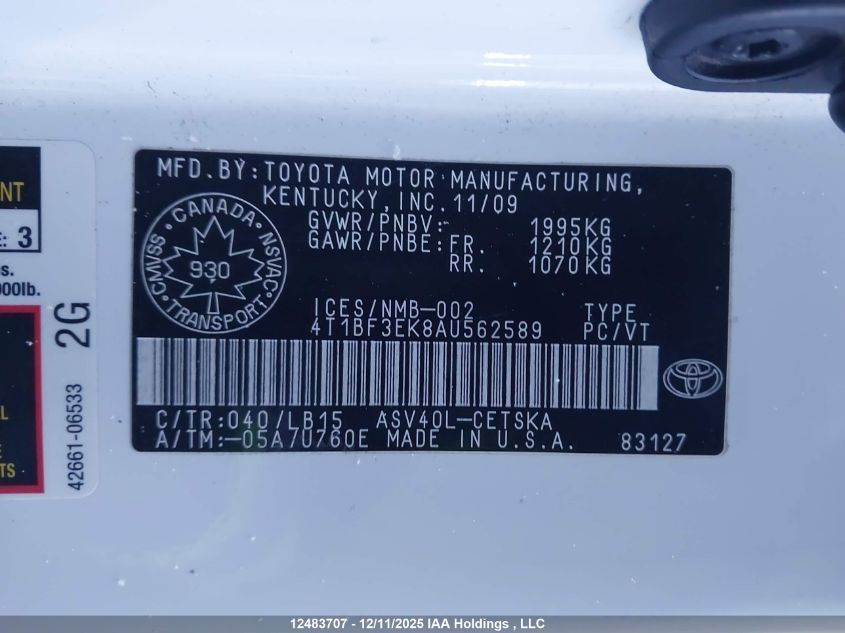 MFD.BY:TOYOTA MOTOR MANUFACTURING,
KENTUCKY,INC.11/09
GVWR/PNBV: 1995KG
GAWR/PNBE:FR. 1210KG
RR. 1070KG
CANADA
CMVSS NSVAC
930
TRANSPORT
ICES/NMB-002 TYPE
4T1BF3EK8AU562589 PC/VT
C/TR:040/LB15 ASV40L-CETSKA
A/TM:-05A/U760E MADE IN U.S.A. 83127
2G
42661-06533
3
000lb.
12483707 - 12/11/2025 IAA Holdings , LLC